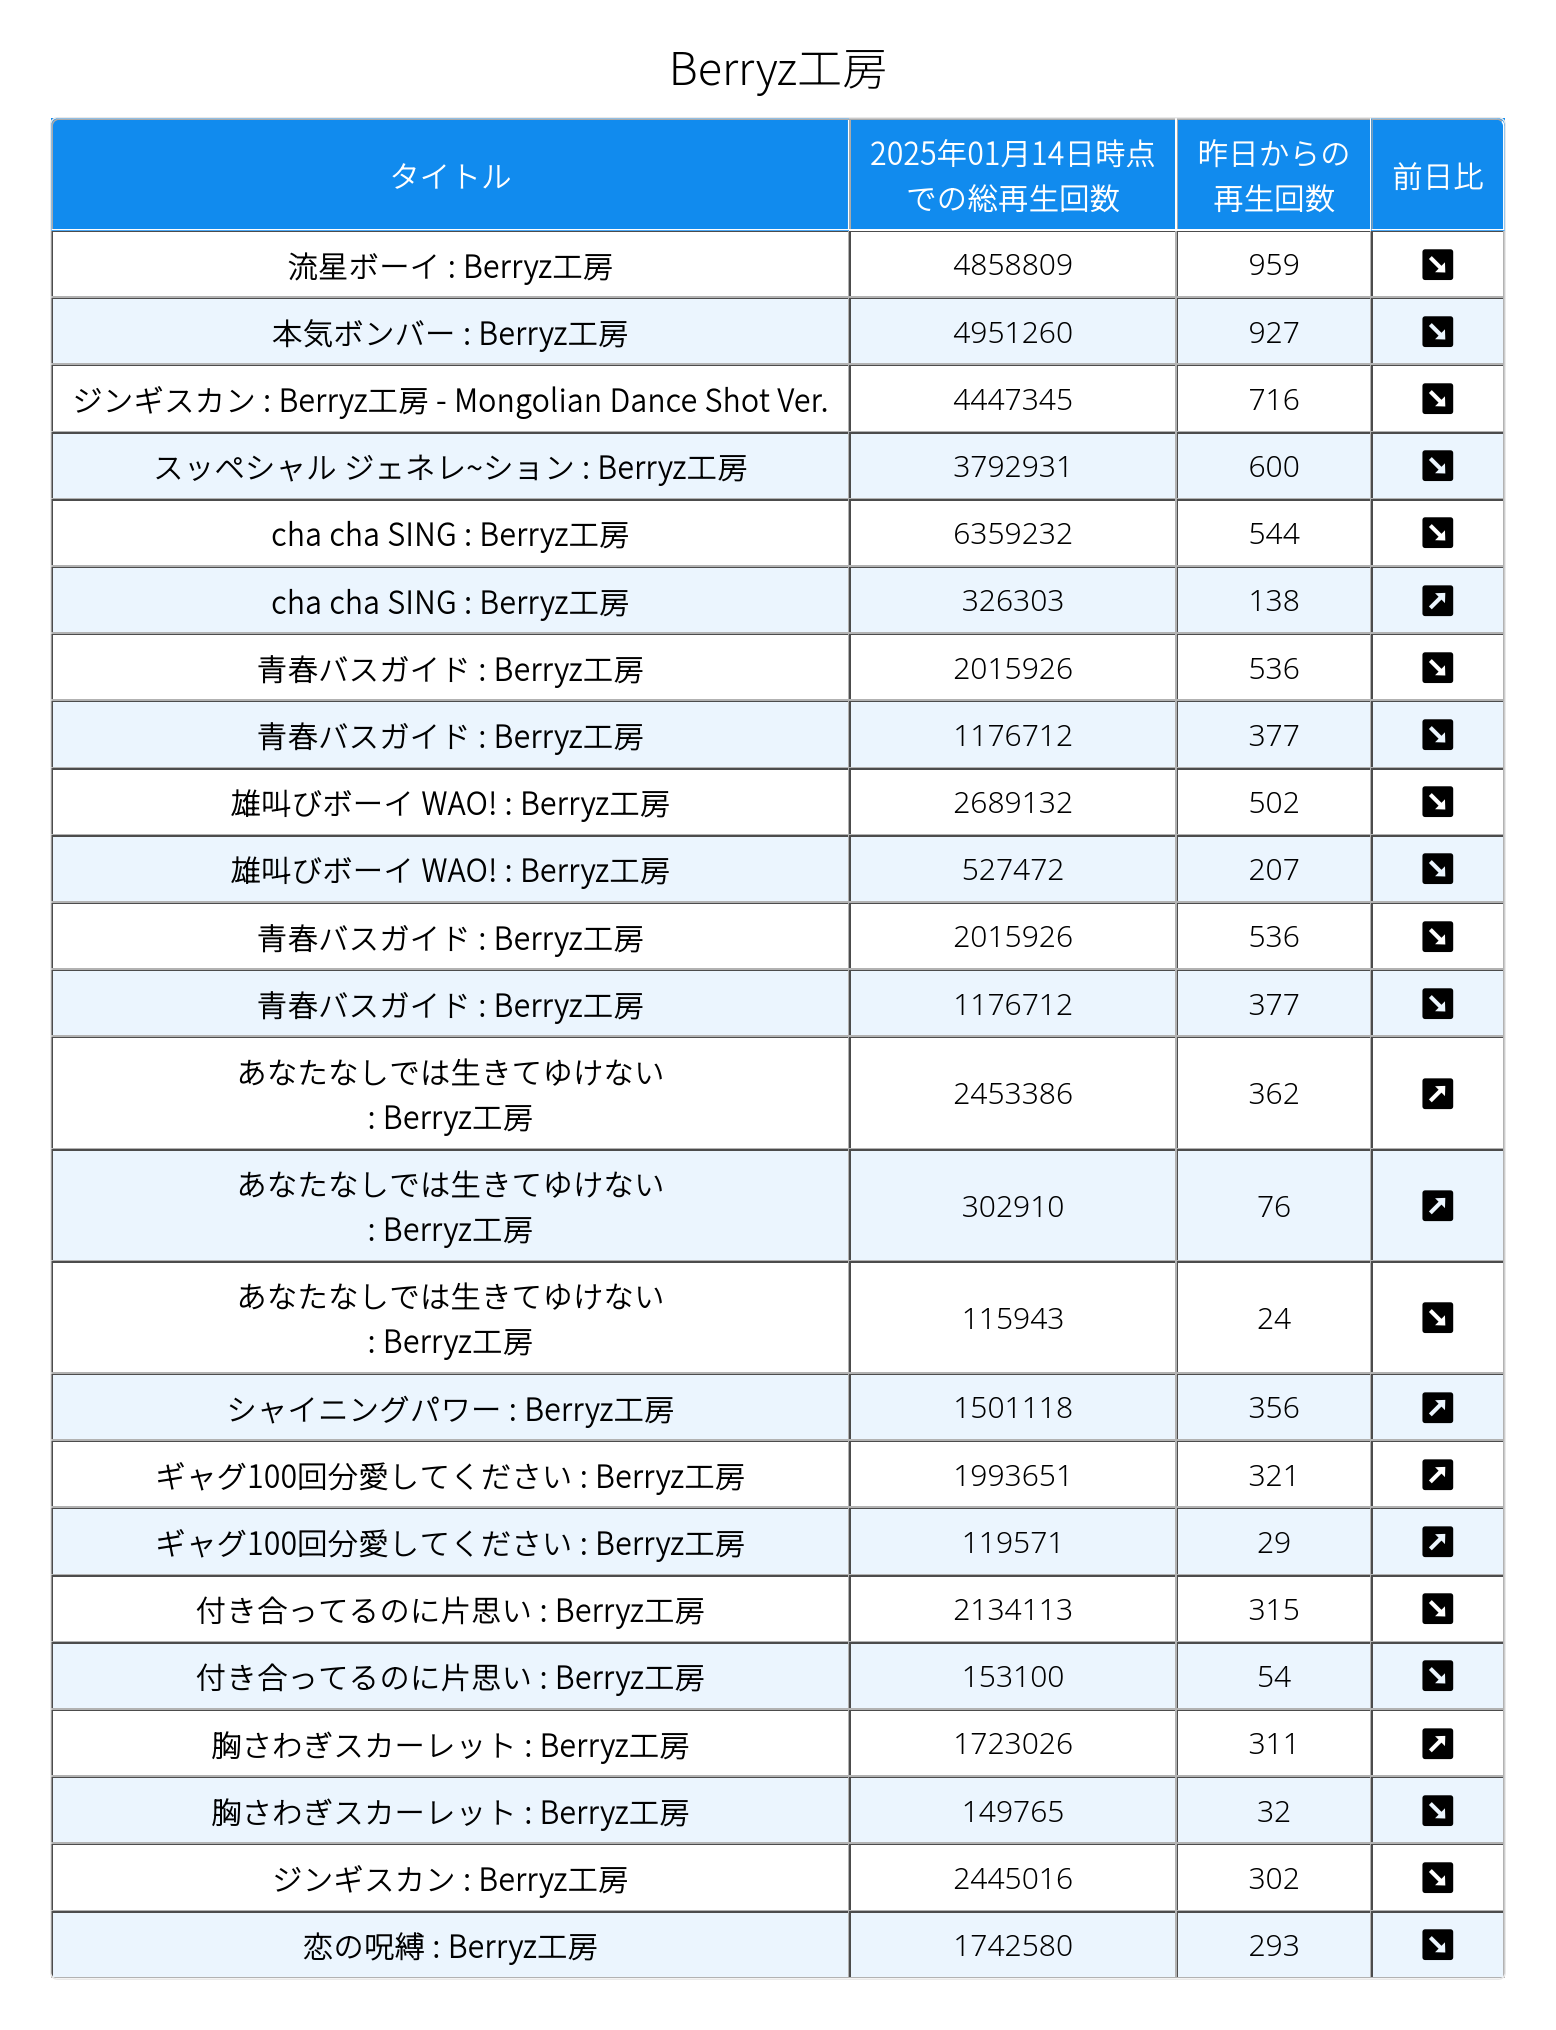 Berryz工房
タイトル 2025年01月14日時点 昨日からの 前日比
での総再生回数 再生回数
流星ボーイ : Berryz工房 4858809 959
本気ボンバー : Berryz工房 4951260 927
ジンギスカン : Berryz工房 - Mongolian Dance Shot Ver. 4447345 716
スッペシャル ジェネレ~ション : Berryz工房 3792931 600
cha cha SING : Berryz工房 6359232 544
cha cha SING : Berryz工房 326303 138
青春バスガイド : Berryz工房 2015926 536
青春バスガイド : Berryz工房 1176712 377
雄叫びボーイ WAO! : Berryz工房 2689132 502
雄叫びボーイ WAO! : Berryz工房 527472 207
青春バスガイド : Berryz工房 2015926 536
青春バスガイド : Berryz工房 1176712 377
あなたなしでは生きてゆけない
: Berryz工房 2453386 362
あなたなしでは生きてゆけない
: Berryz工房 302910 76
あなたなしでは生きてゆけない
: Berryz工房 115943 24
シャイニングパワー : Berryz工房 1501118 356
ギャグ100回分愛してください : Berryz工房 1993651 321
ギャグ100回分愛してください : Berryz工房 119571 29
付き合ってるのに片思い : Berryz工房 2134113 315
付き合ってるのに片思い : Berryz工房 153100 54
胸さわぎスカーレット : Berryz工房 1723026 311
胸さわぎスカーレット : Berryz工房 149765 32
ジンギスカン : Berryz工房 2445016 302
恋の呪縛 : Berryz工房 1742580 293